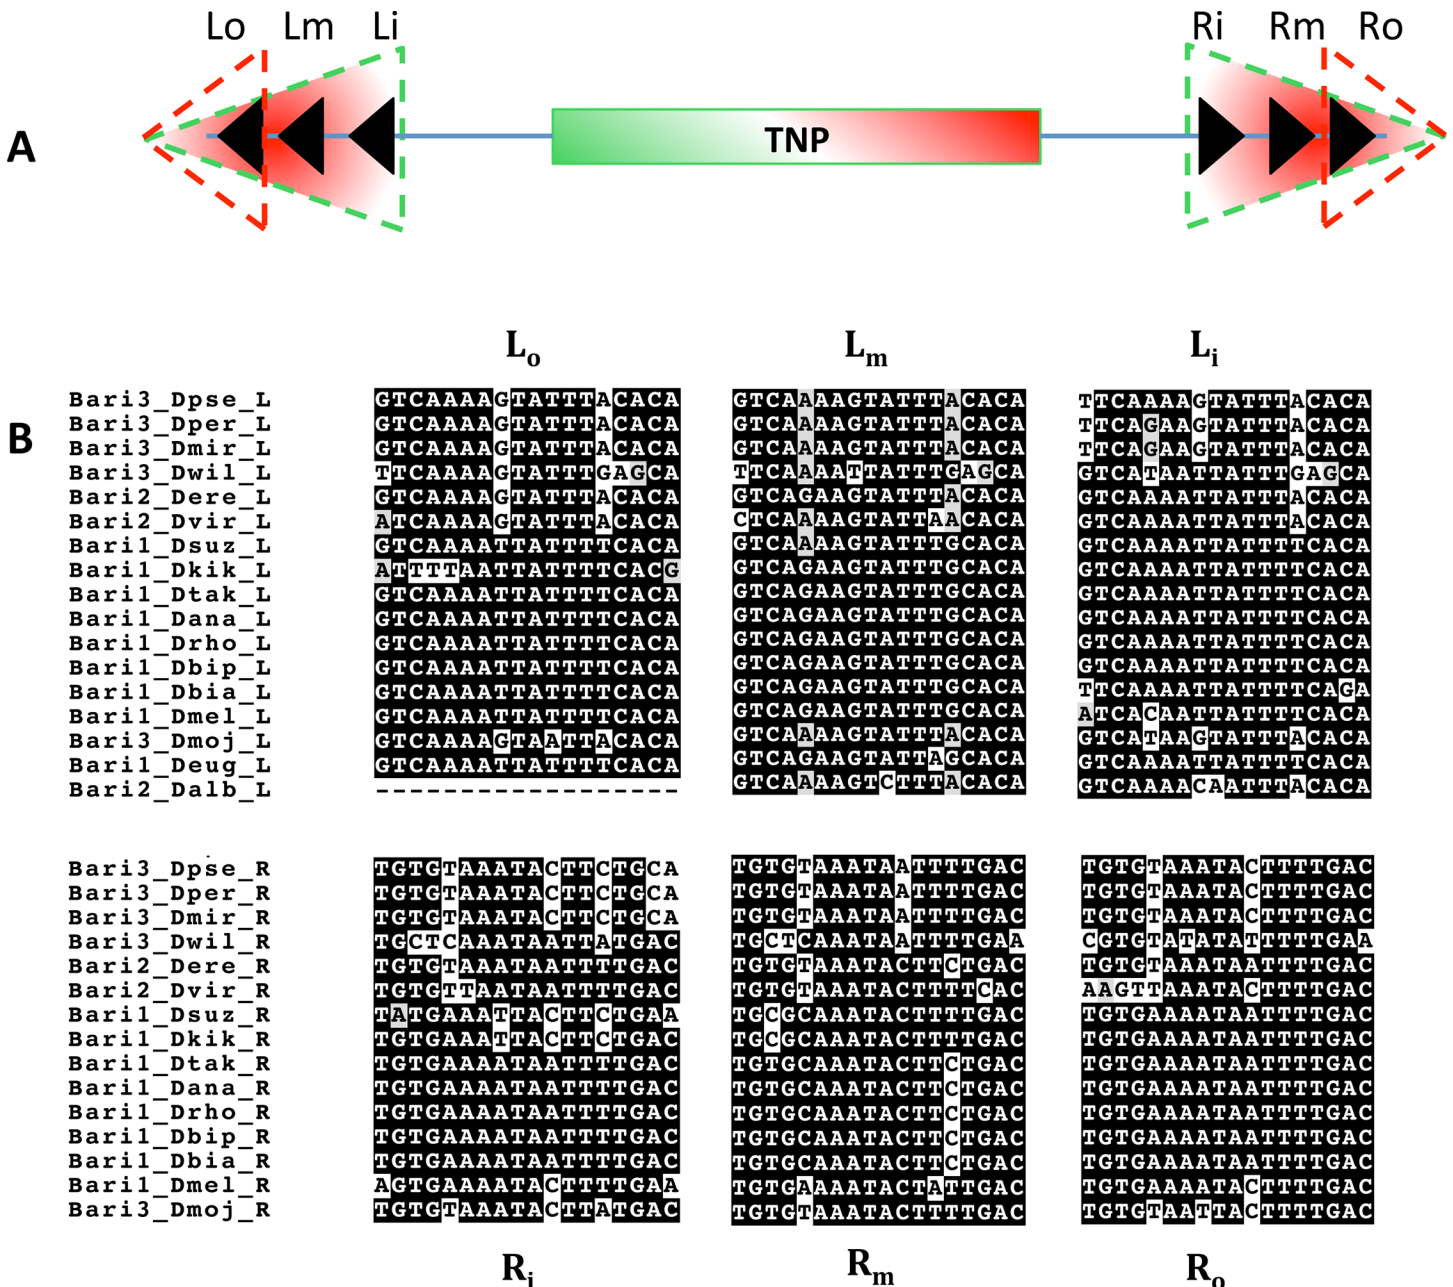 Lo Lm Li Ri Rm Ro
A TNP
B
Lo Lm Li
Bari3_Dpse_L GTCAAAAGTATTTACACA GTCAAAAGTATTTACACA TTCAAAAGTATTTACACA
Bari3_Dper_L GTCAAAAGTATTTACACA GTCAAAAGTATTTACACA TTCAGAAGTATTTACACA
Bari3_Dmir_L GTCAAAAGTATTTACACA GTCAAAAGTATTTACACA TTCAGAAGTATTTACACA
Bari3_Dwil_L TTCAAAAGTATTTGAGCA TTCAAAATTATTTGAGCA GTCATAATTATTTGAGCA
Bari2_Dere_L GTCAAAAGTATTTACACA GTCAGAAGTATTTACACA GTCAAAATTATTTACACA
Bari2_Dvir_L ATCAAAAGTATTTACACA CTCAAAAGTATTAACACA GTCAAAATTATTTACACA
Bari1_Dsuz_L GTCAAAATTATTTTCACA GTCAAAAGTATTTGCACA GTCAAAATTATTTTCACA
Bari1_Dkik_L ATTTTAATTATTTTCACG GTCAGAAGTATTTGCACA GTCAAAATTATTTTCACA
Bari1_Dtak_L GTCAAAATTATTTTCACA GTCAGAAGTATTTGCACA GTCAAAATTATTTTCACA
Bari1_Dana_L GTCAAAATTATTTTCACA GTCAGAAGTATTTGCACA GTCAAAATTATTTTCACA
Bari1_Drho_L GTCAAAATTATTTTCACA GTCAGAAGTATTTGCACA GTCAAAATTATTTTCACA
Bari1_Dbip_L GTCAAAATTATTTTCACA GTCAGAAGTATTTGCACA GTCAAAATTATTTTCACA
Bari1_Dbia_L GTCAAAATTATTTTCACA GTCAGAAGTATTTGCACA TTCAAAATTATTTTCAGA
Bari1_Dmel_L GTCAAAATTATTTTCACA GTCAGAAGTATTTGCACA ATCACAATTATTTTCACA
Bari3_Dmoj_L GTCAAAAGTAATTACACA GTCAAAAGTATTTACACA GTCATAAGTATTTACACA
Bari1_Deug_L GTCAAAATTATTTTCACA GTCAGAAGTATTAGCACA GTCAAAATTATTTTCACA
Bari2_Dalb_L ------------------ GTCAAAAGTCTTTACACA GTCAAAACAATTTACACA
Bari3_Dpse_R TGTGTAAATACTTCTGCA TGTGTAAATAATTTTGAC TGTGTAAATACTTTTGAC
Bari3_Dper_R TGTGTAAATACTTCTGCA TGTGTAAATAATTTTGAC TGTGTAAATACTTTTGAC
Bari3_Dmir_R TGTGTAAATACTTCTGCA TGTGTAAATAATTTTGAC TGTGTAAATACTTTTGAC
Bari3_Dwil_R TGCTCAAATAATTATGAC TGCTCAAATAATTTTGAA CGTGTATATATTTTTGAA
Bari2_Dere_R TGTGTAAATAATTTTGAC TGTGTAAATACTTCTGAC TGTGTAAATAATTTTGAC
Bari2_Dvir_R TGTGTTAATAATTTTGAC TGTGTAAATACTTTTCAC AAGTTAAATACTTTTGAC
Bari1_Dsuz_R TATGAAATTACTTCTGAA TGCGCAAATACTTTTGAC TGTGAAAATAATTTTGAC
Bari1_Dkik_R TGTGAAATTACTTCTGAC TGCGCAAATACTTTTGAC TGTGAAAATAATTTTGAC
Bari1_Dtak_R TGTGAAAATAATTTTGAC TGTGCAAATACTTCTGAC TGTGAAAATAATTTTGAC
Bari1_Dana_R TGTGAAAATAATTTTGAC TGTGCAAATACTTCTGAC TGTGAAAATAATTTTGAC
Bari1_Drho_R TGTGAAAATAATTTTGAC TGTGCAAATACTTCTGAC TGTGAAAATAATTTTGAC
Bari1_Dbip_R TGTGAAAATAATTTTGAC TGTGCAAATACTTCTGAC TGTGAAAATAATTTTGAC
Bari1_Dbia_R TGTGAAAATAATTTTGAC TGTGCAAATACTTCTGAC TGTGAAAATAATTTTGAC
Bari1_Dmel_R AGTGAAAATACTTTTGAA TGTGAAAATACTATTGAC TGTGAAAATACTTTTGAC
Bari3_Dmoj_R TGTGTAAATACTTATGAC TGTGTAAATACTTTTGAC TGTGTAATTACTTTTGAC
Ri Rm Ro